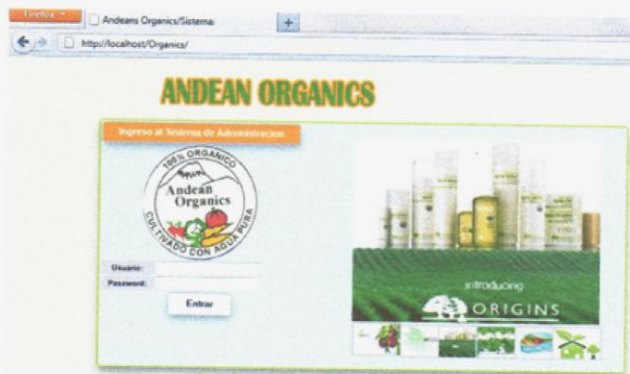 Firefox
Andeans Organics/Sistema:
http://localhost/Organics/
ANDEAN ORGANICS
Ingreso al Sistema de Administracion
100% ORGANICO
Andean
Organics
CULTIVADO CON AGUA PURA
Usuario:
Password:
Entrar
introducing
ORIGINS